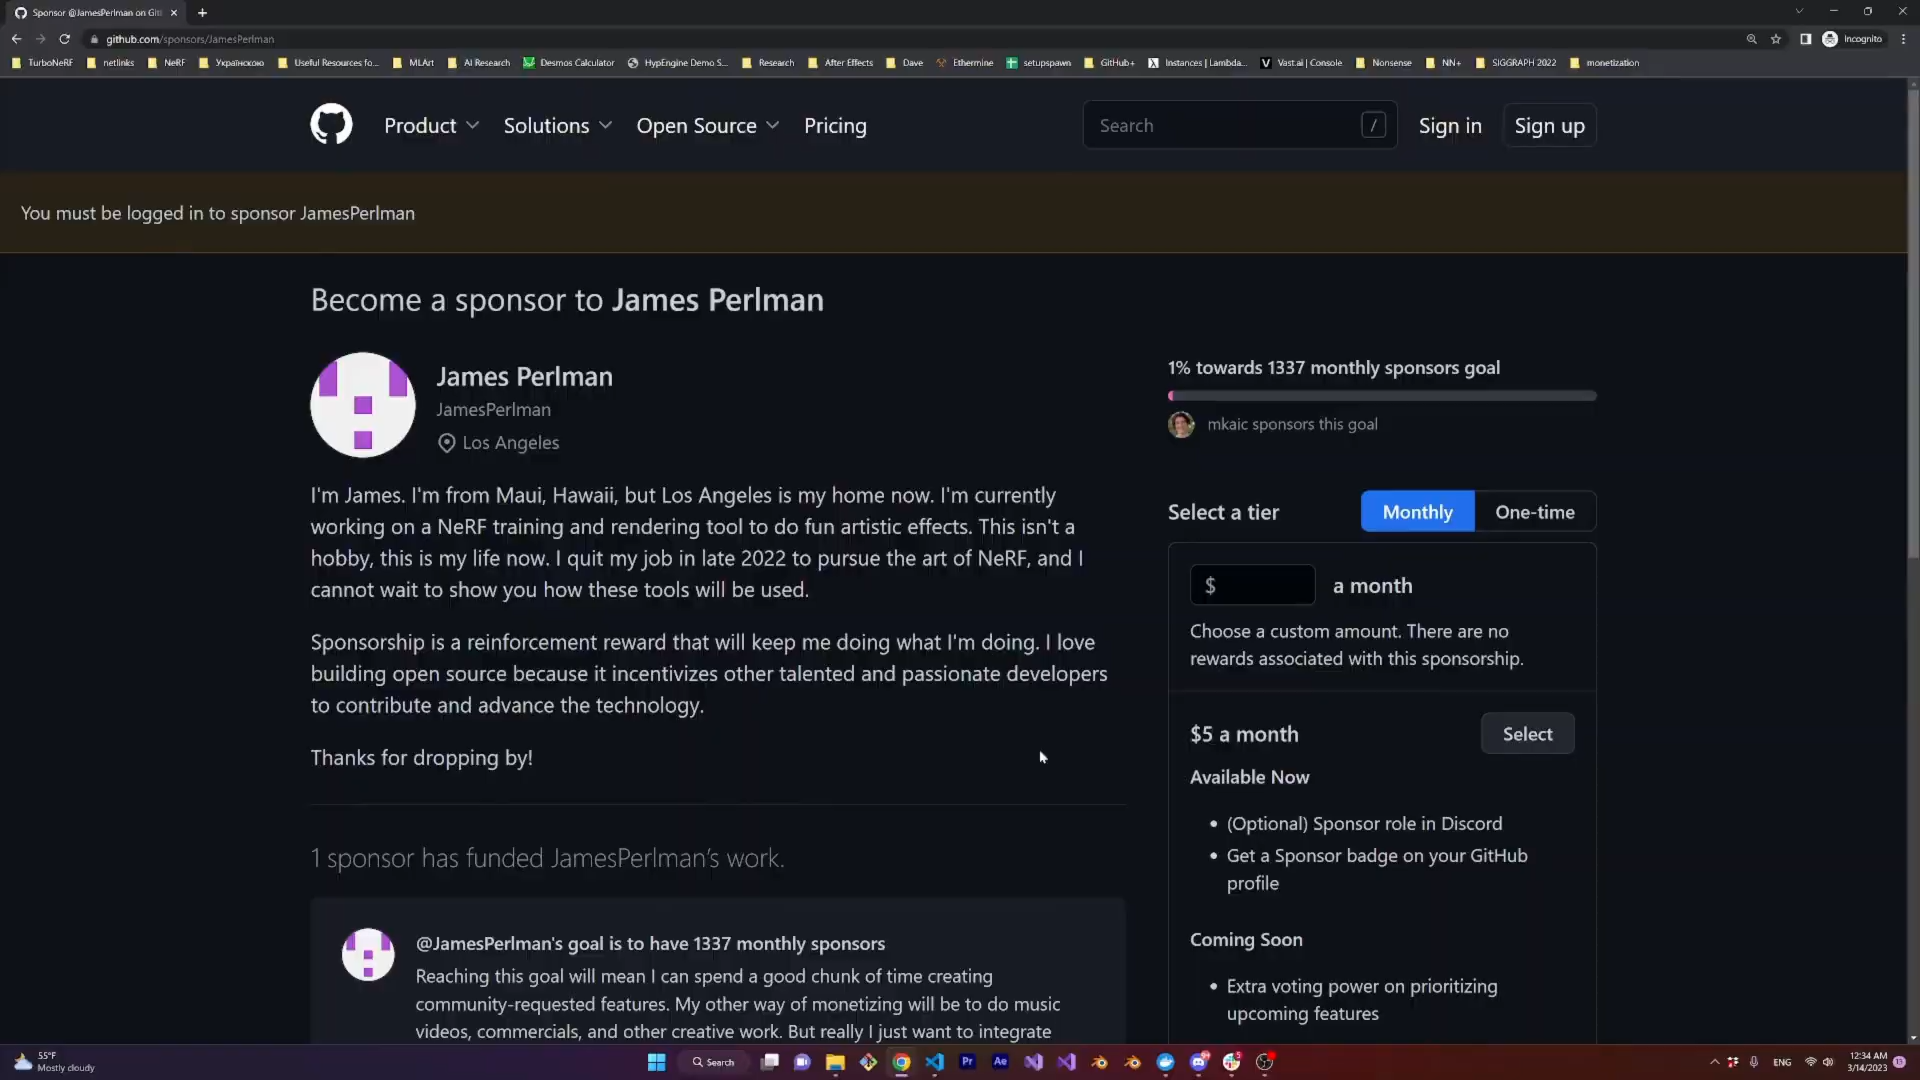 Sponsor @JamesPerlman on Git
github.com/sponsors/JamesPerlman
Incognito
TurboNeRF
netlinks
NeRF
Українською
Useful Resources fo...
MLArt
AI Research
Desmos Calculator
HypEngine Demo S...
Research
After Effects
Dave
Ethermine
setupspawn
GitHub+
Instances | Lambda...
Vast.ai | Console
Nonsense
NN+
SIGGRAPH 2022
monetization
Product
Solutions
Open Source
Pricing
Search
/
Sign in
Sign up
You must be logged in to sponsor JamesPerlman
Become a sponsor to James Perlman
James Perlman
JamesPerlman
Los Angeles
I'm James. I'm from Maui, Hawaii, but Los Angeles is my home now. I'm currently
working on a NeRF training and rendering tool to do fun artistic effects. This isn't a
hobby, this is my life now. I quit my job in late 2022 to pursue the art of NeRF, and I
cannot wait to show you how these tools will be used.
Sponsorship is a reinforcement reward that will keep me doing what I'm doing. I love
building open source because it incentivizes other talented and passionate developers
to contribute and advance the technology.
Thanks for dropping by!
1 sponsor has funded JamesPerlman's work.
@JamesPerlman's goal is to have 1337 monthly sponsors
Reaching this goal will mean I can spend a good chunk of time creating
community-requested features. My other way of monetizing will be to do music
videos, commercials, and other creative work. But really I just want to integrate
1% towards 1337 monthly sponsors goal
mkaic sponsors this goal
Select a tier
Monthly
One-time
$
a month
Choose a custom amount. There are no
rewards associated with this sponsorship.
$5 a month
Select
Available Now
• (Optional) Sponsor role in Discord
• Get a Sponsor badge on your GitHub
profile
Coming Soon
• Extra voting power on prioritizing
upcoming features
55°F
Mostly cloudy
Search
Pr
Ae
ENG
12:34 AM
3/14/2023